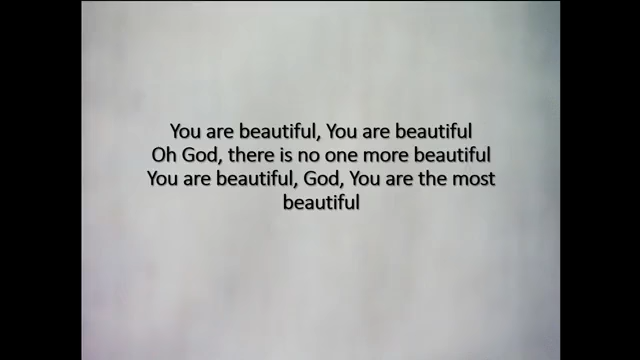 You are beautiful, You are beautiful
Oh God, there is no one more beautiful
You are beautiful, God, You are the most
beautiful